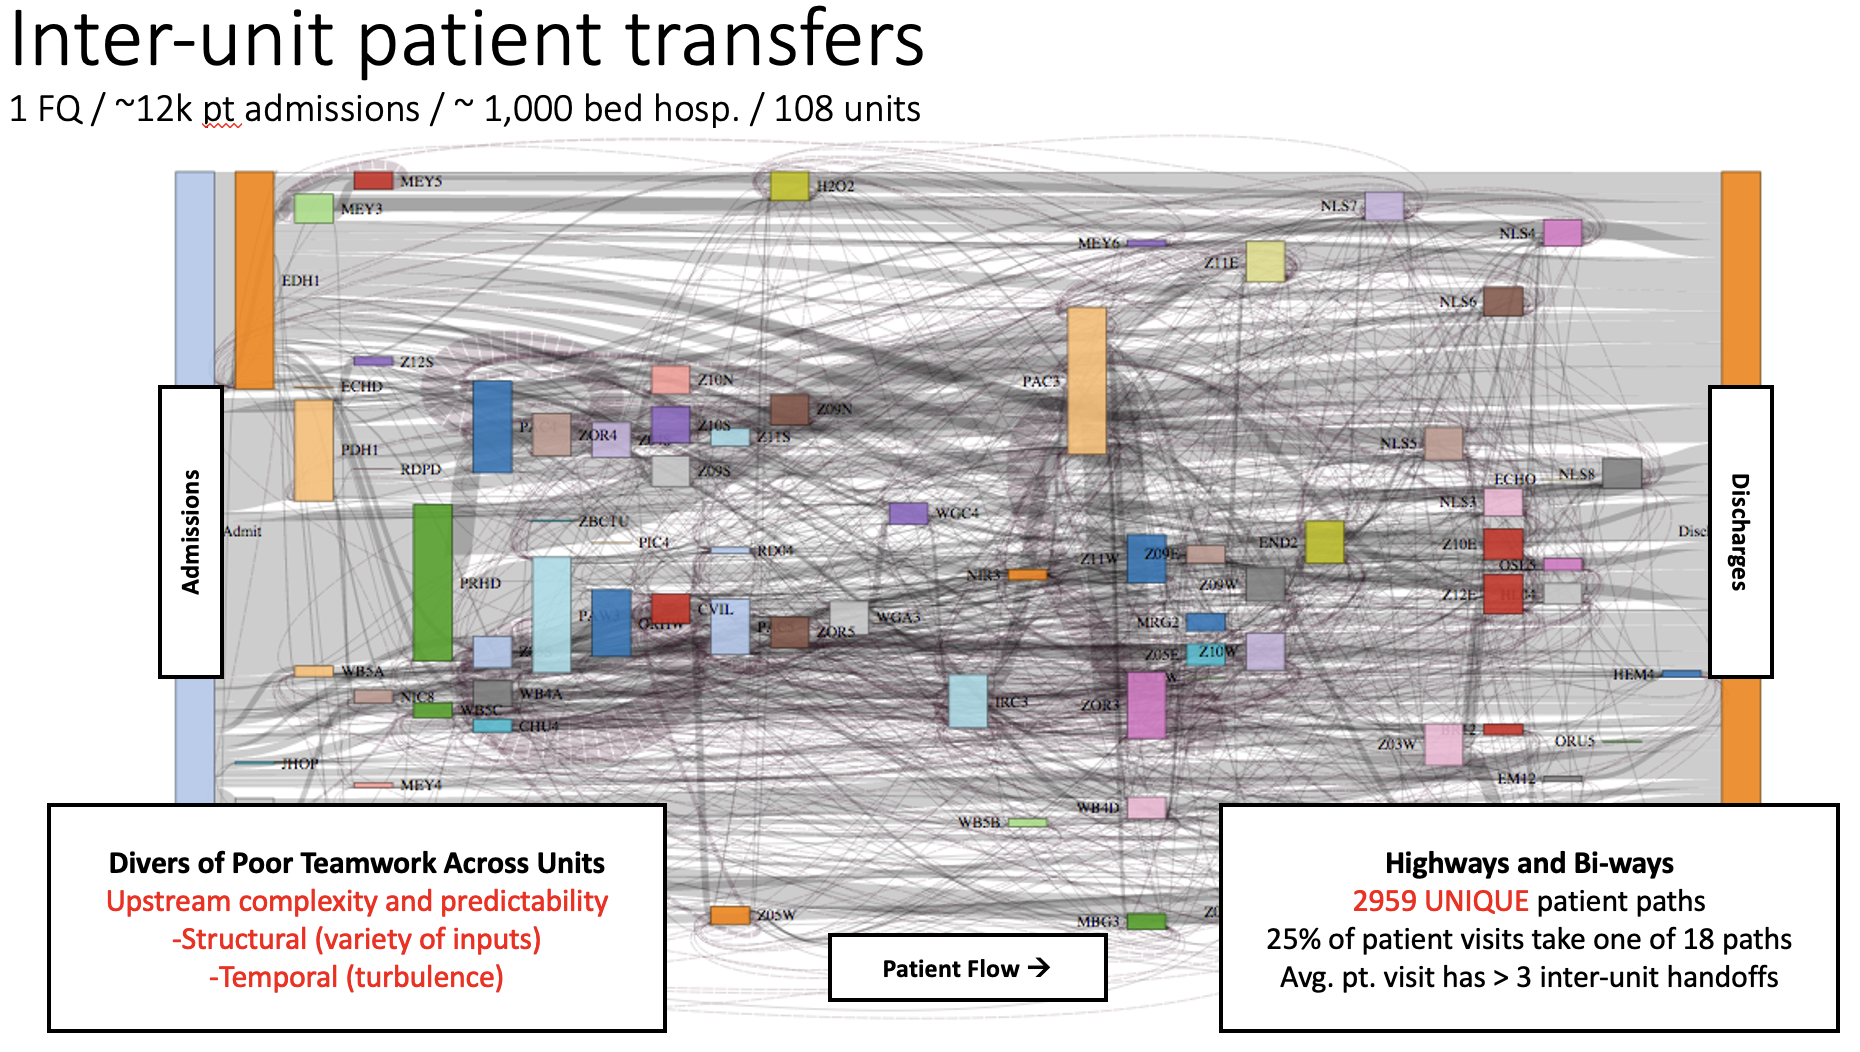 Inter-unit patient transfers
1 FQ / ~12k pt admissions / ~ 1,000 bed hosp. / 108 units
MEY5
MEY3
H2O2
NLS7
NLS4
MEY6
Z11E
EDH1
NLS6
Z12S
ECHD
Z10N
PAC3
Z09N
ZOR4
Z10S
Z11S
NLS5
PDH1
RDPD
Z09S
NLS8
ECHO
NLS3
WGC4
Admit
ZBCTU
PIC4
RD04
Z11W
Z09E
END2
Z10E
Disc
OSL5
NIR3
PRHD
Z09W
Z12E
CVIL
ZOR5
WGA3
MRG2
Z05E
Z10W
WB5A
HEM4
NIC8
WB4A
WB5C
CHU4
IRC3
ZOR3
Z03W
ORU5
JHOP
EM12
MEY4
WB4D
WB5B
Z05W
MBG3
Admissions
Discharges
Divers of Poor Teamwork Across Units
Upstream complexity and predictability
-Structural (variety of inputs)
-Temporal (turbulence)
Patient Flow →
Highways and Bi-ways
2959 UNIQUE patient paths
25% of patient visits take one of 18 paths
Avg. pt. visit has > 3 inter-unit handoffs